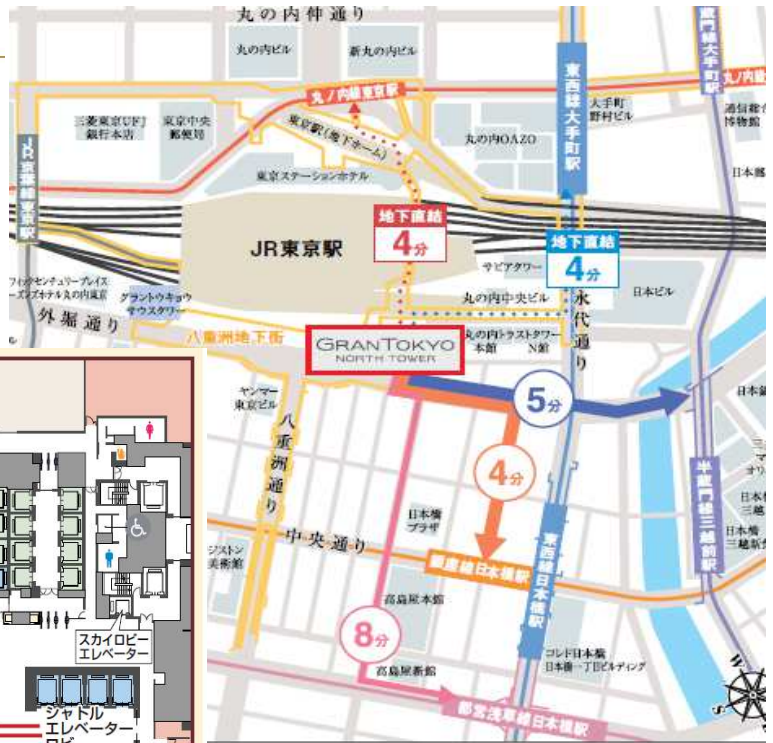 丸の内仲通り
丸の内ビル
新丸の内ビル
丸ノ内線東京駅
東西線大手町駅
半蔵門線大手町駅
大手町
野村ビル
通信総合
博物館
三菱東京UFJ
銀行本店
東京中央
郵便局
東京駅(地下ホーム)
丸の内OAZO
JR京葉線東京駅
東京ステーションホテル
JR東京駅
地下直結
4分
地下直結
4分
サピアタワー
丸の内中央ビル
日本ビル
永代通り
グラントウキョウ
サウスタワー
外堀通り
八重洲地下街
GRANTOKYO
NORTH TOWER
丸の内トラストタワー
本館 N館
ヤンマー
東京ビル
八重洲通り
5分
4分
日本橋
プラザ
中央通り
銀座線日本橋駅
東西線日本橋駅
半蔵門線三越前駅
高島屋本館
8分
高島屋新館
コレド日本橋
日本橋一丁目ビルディング
都営浅草線日本橋駅
スカイロビー
エレベーター
シャトル
エレベーター
ロビー
W
S